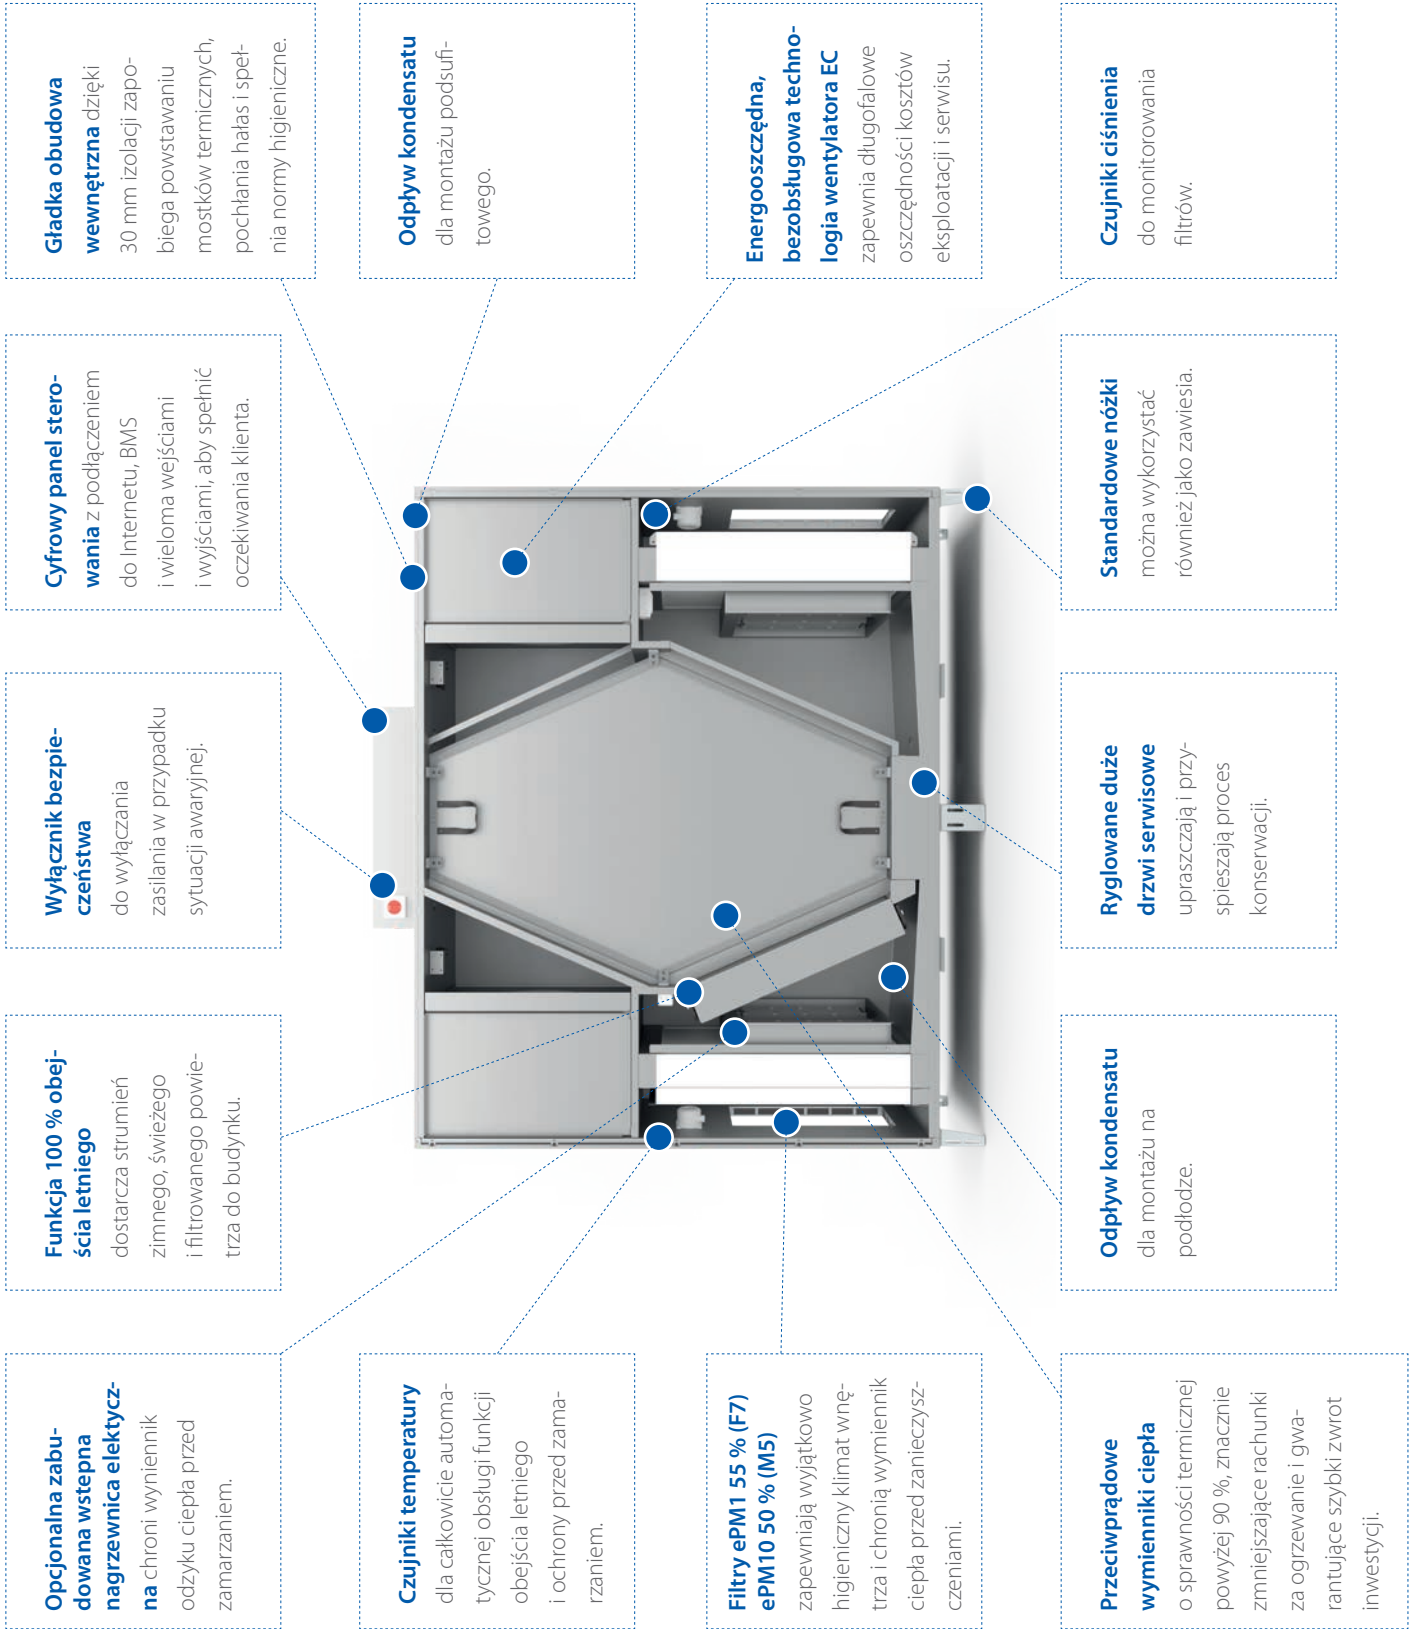 Opcjonalna zabu-
dowana wstepna
nagrzewnica elektycz-
na chroni wyniennik
odzyku ciepła przed
zamarzaniem.
Funkcja 100 % obej-
ścia letniego
dostarcza strumień
zimnego, świeżego
i filtrowanego powie-
trza do budynku.
Wyłącznik bezpie-
czeństwa
do wyłączania
zasilania w przypadku
sytuacji awaryjnej.
Cyfrowy panel stero-
wania z podłączeniem
do Internetu, BMS
i wieloma wejściami
i wyjściami, aby spełnić
oczekiwania klienta.
Gładka obudowa
wewnętrzna dzięki
30 mm izolacji zapo-
biega powstawaniu
mostków termicznych,
pochłania hałas i speł-
nia normy higieniczne.
Czujniki temperatury
dla całkowicie automa-
tycznej obsługi funkcji
obejścia letniego
i ochrony przed zama-
rzaniem.
Odpływ kondensatu
dla montażu podsufi-
towego.
Filtry ePM1 55 % (F7)
ePM10 50 % (M5)
zapewniają wyjątkowo
higieniczny klimat wnę-
trza i chronią wymiennik
ciepła przed zanieczysz-
czeniami.
Energooszczędna,
bezobsługowa techno-
logia wentylatora EC
zapewnia długofalowe
oszczędności kosztów
eksploatacji i serwisu.
Przeciwprądowe
wymienniki ciepła
o sprawności termicznej
powyżej 90 %, znacznie
zmniejszające rachunki
za ogrzewanie i gwa-
rantujące szybki zwrot
inwestycji.
Odpływ kondensatu
dla montażu na
podłodze.
Ryglowane duże
drzwi serwisowe
upraszczają i przy-
spieszają proces
konserwacji.
Standardowe nóżki
można wykorzystać
również jako zawiesia.
Czujniki ciśnienia
do monitorowania
filtrów.